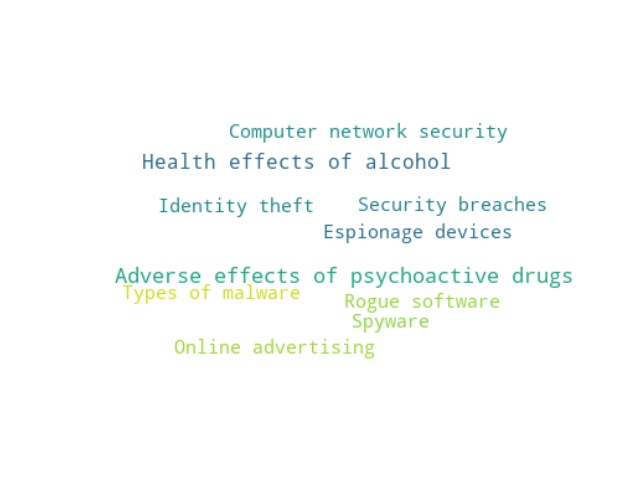 Computer network security
Health effects of alcohol
Identity theft
Security breaches
Espionage devices
Adverse effects of psychoactive drugs
Types of malware
Rogue software
Spyware
Online advertising